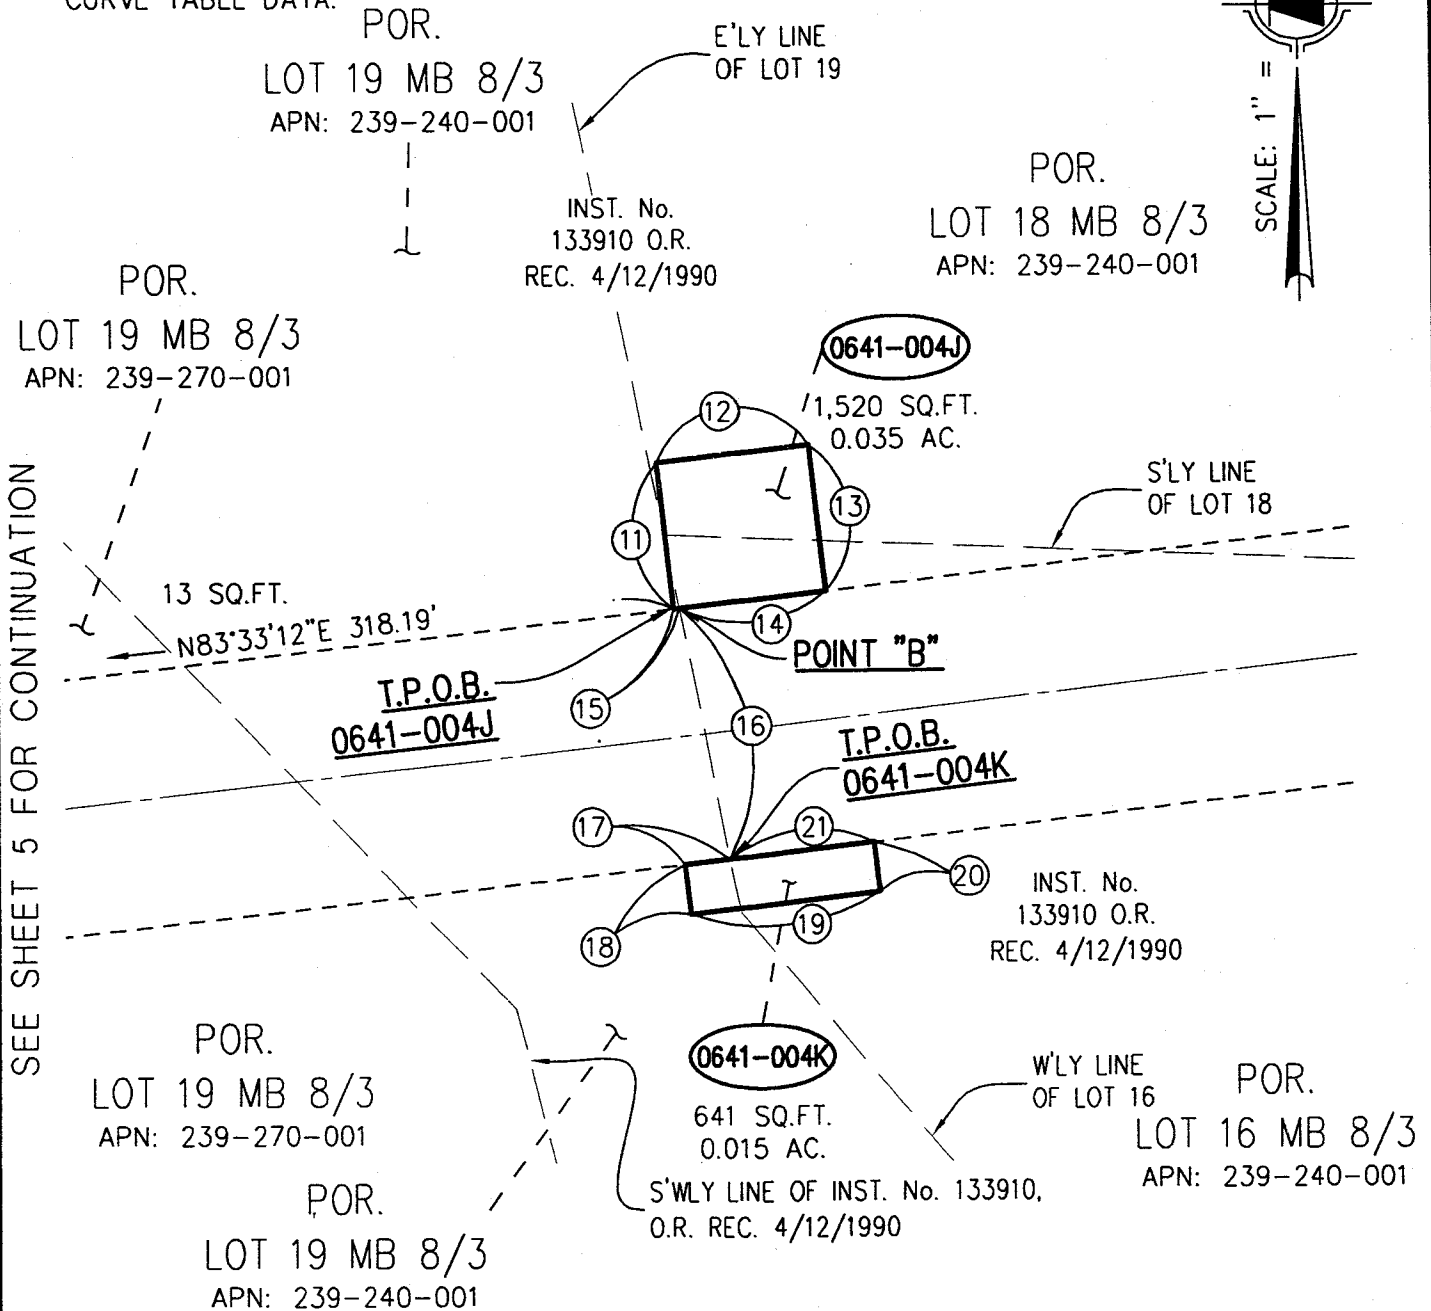 CURVE TABLE DATA.
POR.
LOT 19 MB 8/3
APN: 239-240-001
E'LY LINE
OF LOT 19
SCALE: 1" =
INST. No.
133910 O.R.
REC. 4/12/1990
POR.
LOT 18 MB 8/3
APN: 239-240-001
POR.
LOT 19 MB 8/3
APN: 239-270-001
0641-004J
1,520 SQ.FT.
0.035 AC.
12
13
11
14
S'LY LINE
OF LOT 18
SEE SHEET 5 FOR CONTINUATION
13 SQ.FT.
N83°33'12"E 318.19'
T.P.O.B.
0641-004J
15
POINT "B"
16
T.P.O.B.
0641-004K
17
21
20
18
19
INST. No.
133910 O.R.
REC. 4/12/1990
0641-004K
641 SQ.FT.
0.015 AC.
POR.
LOT 19 MB 8/3
APN: 239-270-001
W'LY LINE
OF LOT 16
POR.
LOT 16 MB 8/3
APN: 239-240-001
S'WLY LINE OF INST. No. 133910,
O.R. REC. 4/12/1990
POR.
LOT 19 MB 8/3
APN: 239-240-001